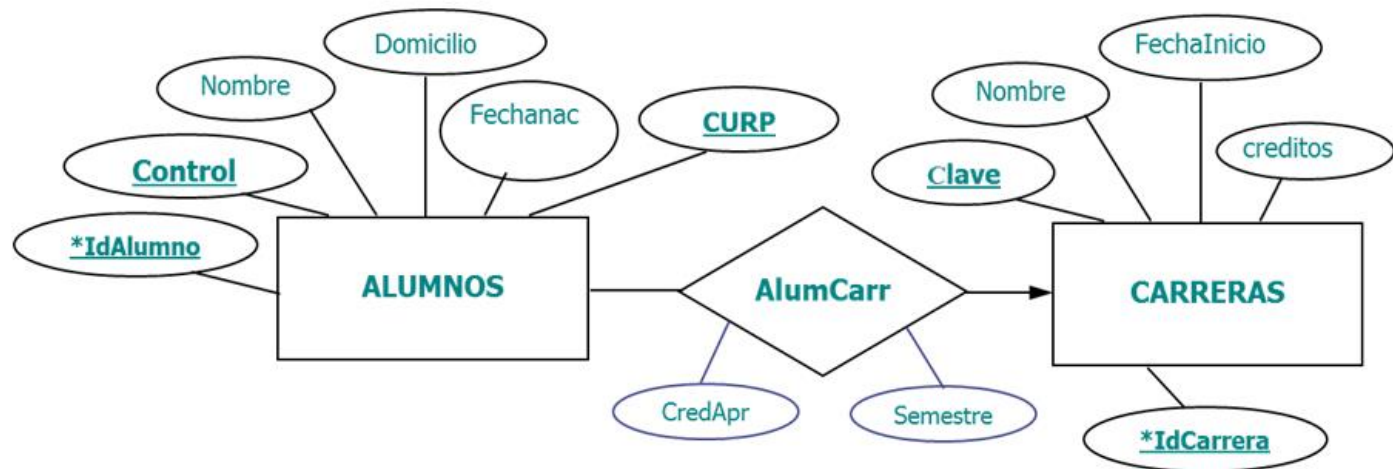 Domicilio
FechaInicio
Nombre
Nombre
Fechanac
CURP
creditos
Control
Clave
*IdAlumno
ALUMNOS
AlumCarr
CARRERAS
CredApr
Semestre
*IdCarrera